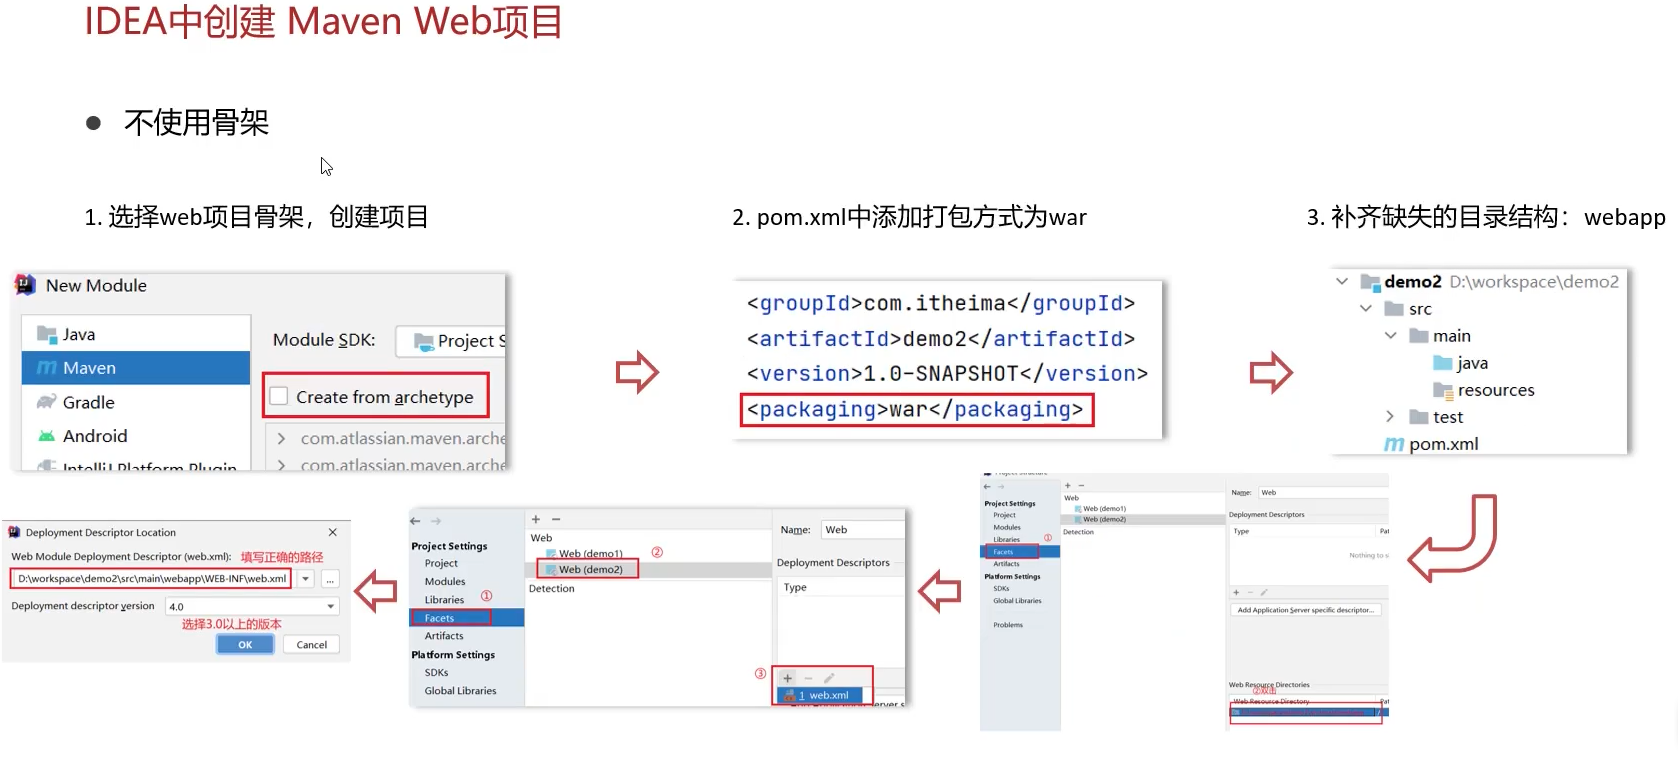 IDEA中创建 Maven Web项目
不使用骨架
1. 选择web项目骨架，创建项目
2. pom.xml中添加打包方式为war
3. 补齐缺失的目录结构：webapp
New Module
Java
Maven
Gradle
Android
IntelliJ Platform Plugin
Module SDK:
Project S
Create from archetype
com.atlassian.maven.arche
com.atlassian.maven.arche
<groupId>com.itheima</groupId>
<artifactId>demo2</artifactId>
<version>1.0-SNAPSHOT</version>
<packaging>war</packaging>
demo2 D:\workspace\demo2
src
main
java
resources
test
pom.xml
Project Structure
Project Settings
Project
Modules
Libraries
①
Facets
Artifacts
Platform Settings
SDKs
Global Libraries
Problems
Web
Web (demo1)
Web (demo2)
Detection
Name: Web
Deployment Descriptors
Type Pat
Nothing to s
Add Application Server specific descriptor...
Web Resource Directories
②双击
Web Resource Directory Pat
Project Settings
Project
Modules
Libraries
①
Facets
Artifacts
Platform Settings
SDKs
Global Libraries
Web
Web (demo1)
②
Web (demo2)
Detection
Name: Web
Deployment Descriptors
Type
③
1 web.xml
Deployment Descriptor Location
Web Module Deployment Descriptor (web.xml): 填写正确的路径
D:\workspace\demo2\src\main\webapp\WEB-INF\web.xml
...
Deployment descriptor version 4.0
选择3.0以上的版本
OK Cancel